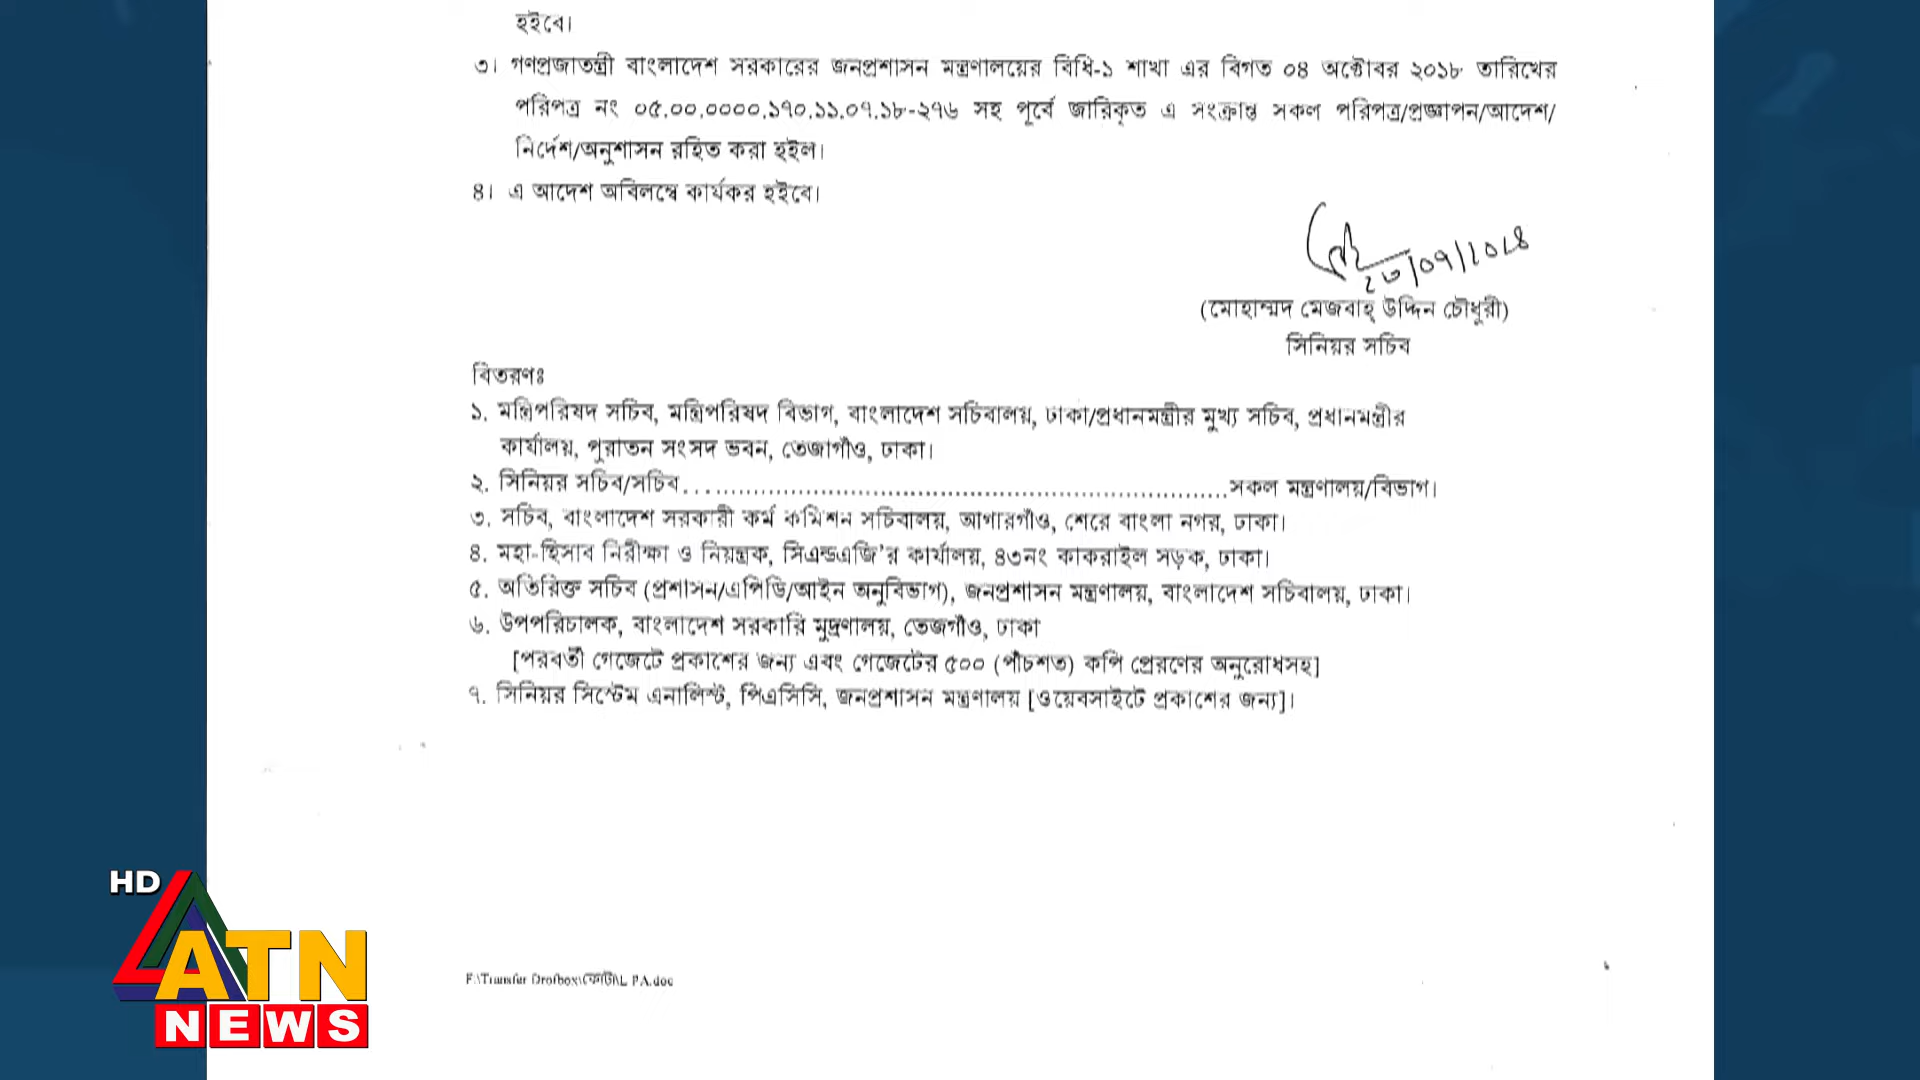 হইবে।
৩। গণপ্রজাতন্ত্রী বাংলাদেশ সরকারের জনপ্রশাসন মন্ত্রণালয়ের বিধি-১ শাখা এর বিগত ০৪ অক্টোবর ২০১৮ তারিখের
পরিপত্র নং ০৫.০০.০০০০.১৭০.১১.০৭.১৮-২৭৬ সহ পূর্বে জারিকৃত এ সংক্রান্ত সকল পরিপত্র/প্রজ্ঞাপন/আদেশ/
নির্দেশ/অনুশাসন রহিত করা হইল।
৪। এ আদেশ অবিলম্বে কার্যকর হইবে।
২৩/০৭/২০২৪
(মোহাম্মদ মেজবাহ্ উদ্দিন চৌধুরী)
সিনিয়র সচিব
বিতরণঃ
১. মন্ত্রিপরিষদ সচিব, মন্ত্রিপরিষদ বিভাগ, বাংলাদেশ সচিবালয়, ঢাকা/প্রধানমন্ত্রীর মুখ্য সচিব, প্রধানমন্ত্রীর
কার্যালয়, পুরাতন সংসদ ভবন, তেজাগাঁও, ঢাকা।
২. সিনিয়র সচিব/সচিব....................................................................সকল মন্ত্রণালয়/বিভাগ।
৩. সচিব, বাংলাদেশ সরকারী কর্ম কমিশন সচিবালয়, আগারগাঁও, শেরে বাংলা নগর, ঢাকা।
৪. মহা-হিসাব নিরীক্ষা ও নিয়ন্ত্রক, সিএন্ডএজি'র কার্যালয়, ৪৩নং কাকরাইল সড়ক, ঢাকা।
৫. অতিরিক্ত সচিব (প্রশাসন/এপিডি/আইন অনুবিভাগ), জনপ্রশাসন মন্ত্রণালয়, বাংলাদেশ সচিবালয়, ঢাকা।
৬. উপপরিচালক, বাংলাদেশ সরকারি মুদ্রণালয়, তেজগাঁও, ঢাকা
[পরবর্তী গেজেটে প্রকাশের জন্য এবং গেজেটের ৫০০ (পাঁচশত) কপি প্রেরণের অনুরোধসহ]
৭. সিনিয়র সিস্টেম এনালিস্ট, পিএসিসি, জনপ্রশাসন মন্ত্রণালয় [ওয়েবসাইটে প্রকাশের জন্য]।
HD
ATN
NEWS
F:\Transfer Drofbox\কোটা\L PA.doc